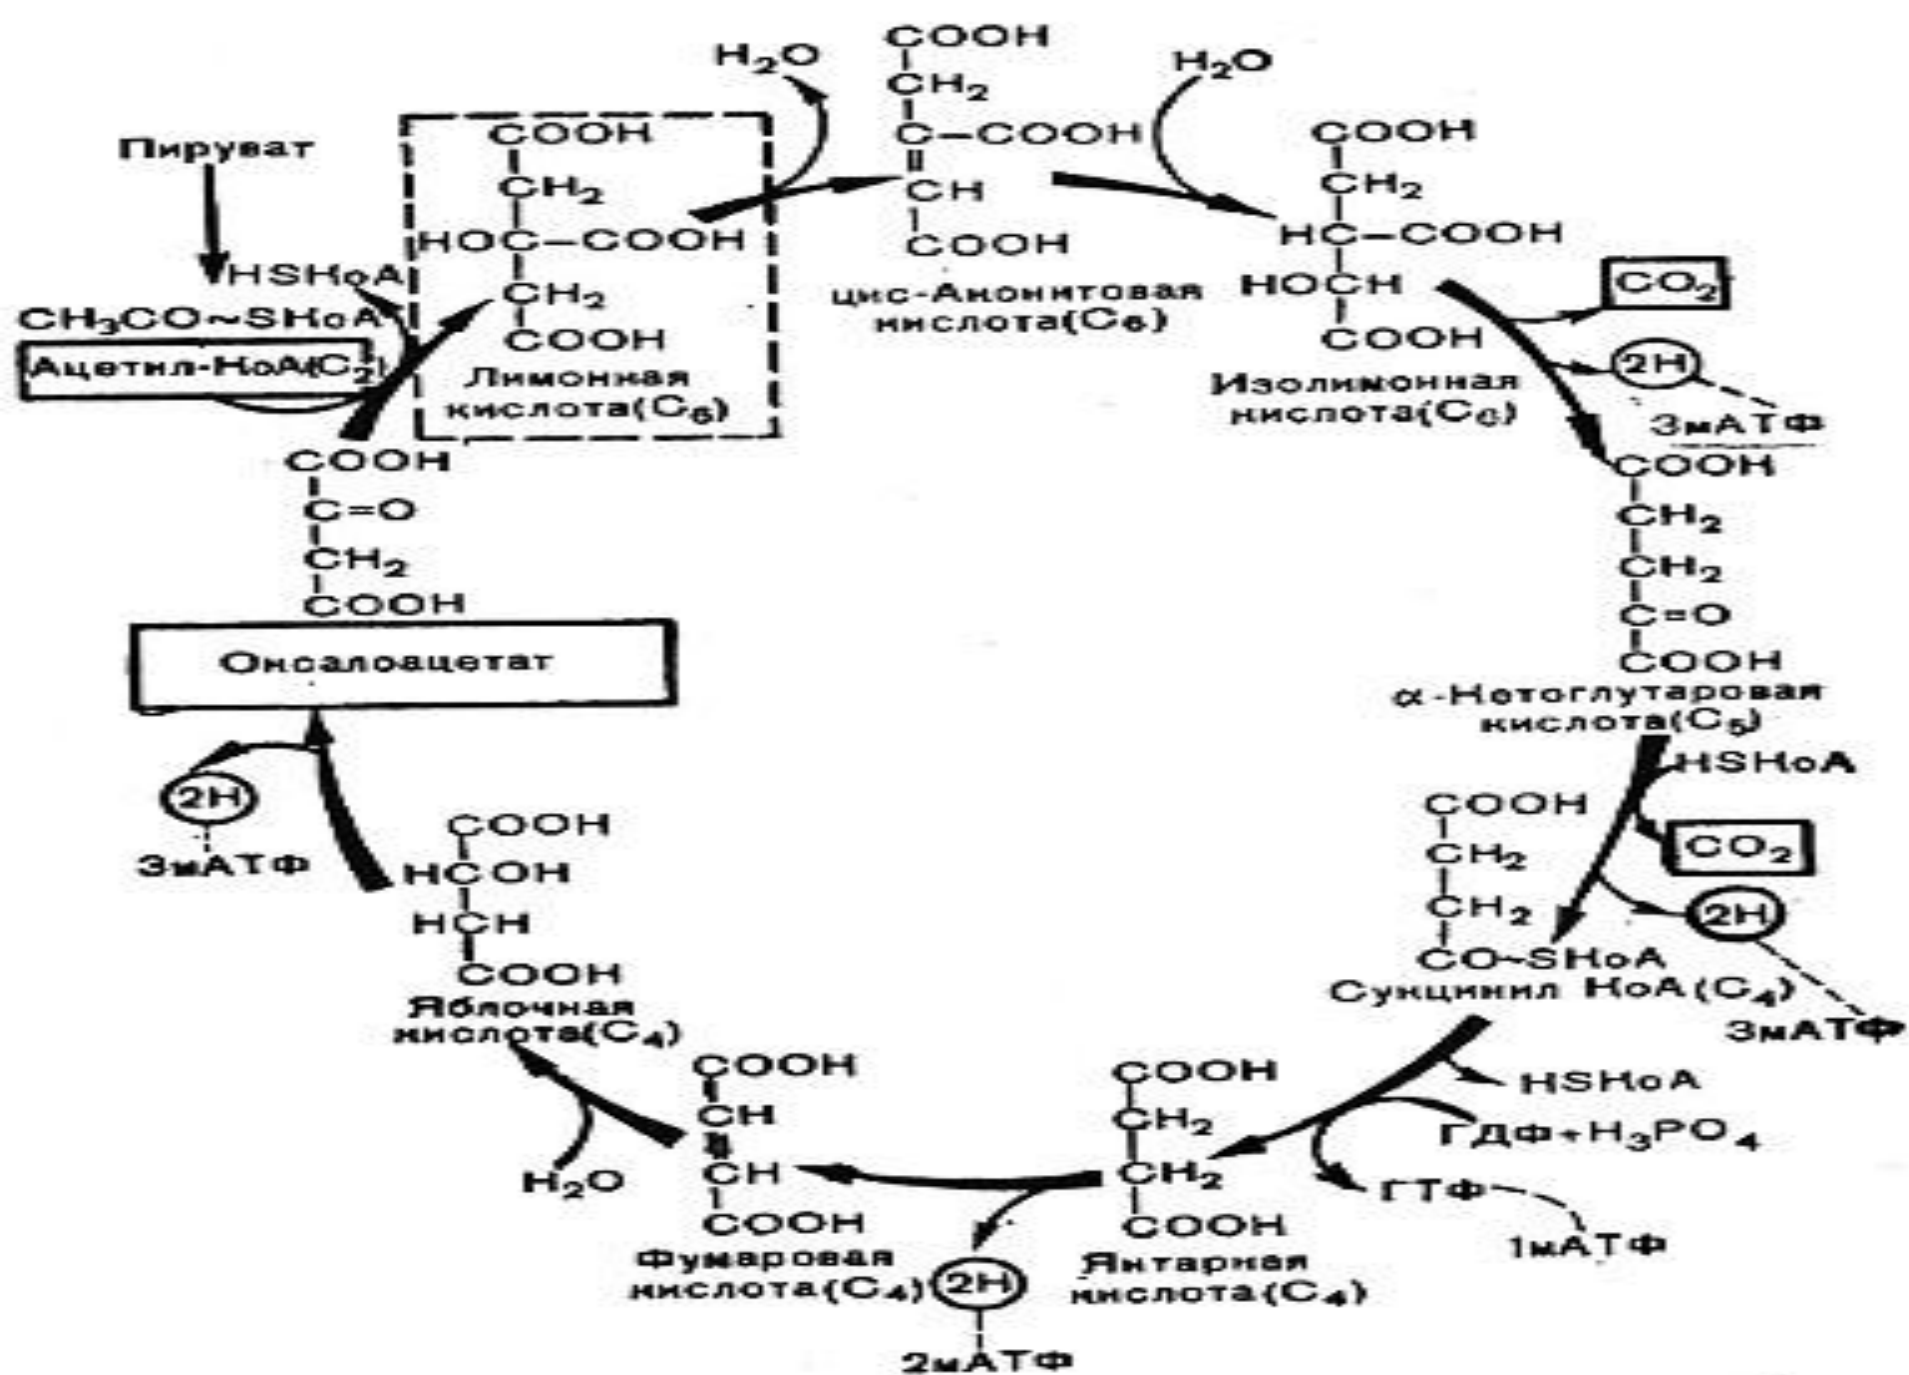 Пируват
HSKoA
CH₃CO~SKoA
Ацетил-KoA(C₂)
COOH
CH₂
HOC–COOH
CH₂
COOH
Лимонная
кислота(C₆)
H₂O
COOH
CH₂
C–COOH
CH
COOH
цис-Аконитовая
кислота(C₆)
H₂O
COOH
CH₂
HC–COOH
HOCH
COOH
Изолимонная
кислота(C₆)
CO₂
2H
3мАТФ
COOH
CH₂
CH₂
C=O
COOH
α-Кетоглутаровая
кислота(C₅)
HSKoA
CO₂
2H
3мАТФ
COOH
CH₂
CH₂
CO~SKoA
Сукцинил KoA(C₄)
HSKoA
ГДФ+H₃PO₄
ГТФ
1мАТФ
COOH
CH₂
CH₂
COOH
Янтарная
кислота(C₄)
2H
2мАТФ
COOH
CH
CH
COOH
Фумаровая
кислота(C₄)
H₂O
COOH
HCOH
HCH
COOH
Яблочная
кислота(C₄)
2H
3мАТФ
COOH
C=O
CH₂
COOH
Оксалоацетат